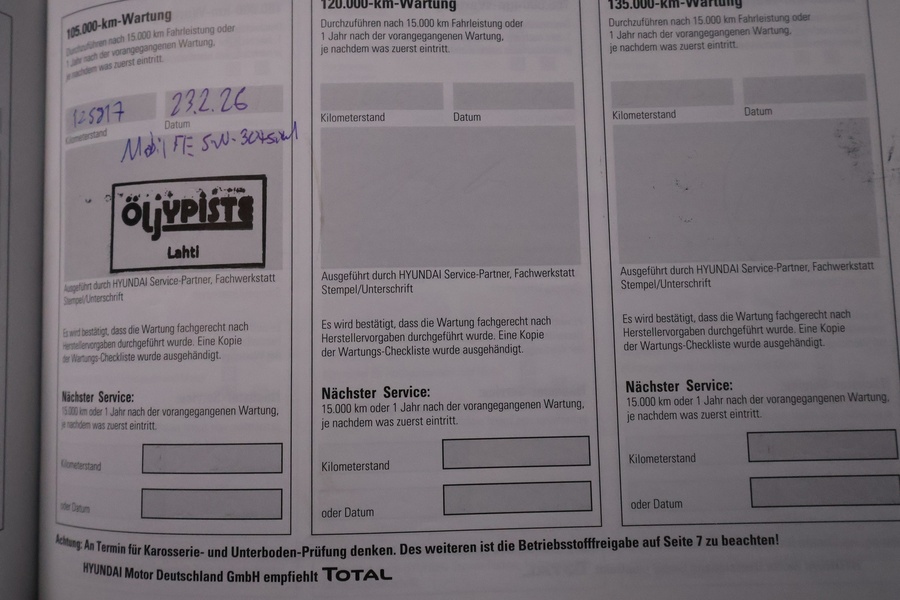 105.000-km-Wartung
Durchzuführen nach 15.000 km Fahrleistung oder
1 Jahr nach der vorangegangenen Wartung,
je nachdem was zuerst eintritt.
23.2.26
Kilometerstand
Datum
Mobil FE 5W-30
ÖLJYPISTE
Lahti
Ausgeführt durch HYUNDAI Service-Partner, Fachwerkstatt
Stempel/Unterschrift
Es wird bestätigt, dass die Wartung fachgerecht nach
Herstellervorgaben durchgeführt wurde. Eine Kopie
der Wartungs-Checkliste wurde ausgehändigt.
Nächster Service:
15.000 km oder 1 Jahr nach der vorangegangenen Wartung,
je nachdem was zuerst eintritt.
Kilometerstand
oder Datum
120.000-km-Wartung
Durchzuführen nach 15.000 km Fahrleistung oder
1 Jahr nach der vorangegangenen Wartung,
je nachdem was zuerst eintritt.
Kilometerstand
Datum
Ausgeführt durch HYUNDAI Service-Partner, Fachwerkstatt
Stempel/Unterschrift
Es wird bestätigt, dass die Wartung fachgerecht nach
Herstellervorgaben durchgeführt wurde. Eine Kopie
der Wartungs-Checkliste wurde ausgehändigt.
Nächster Service:
15.000 km oder 1 Jahr nach der vorangegangenen Wartung,
je nachdem was zuerst eintritt.
Kilometerstand
oder Datum
135.000-km-Wartung
Durchzuführen nach 15.000 km Fahrleistung oder
1 Jahr nach der vorangegangenen Wartung,
je nachdem was zuerst eintritt.
Kilometerstand
Datum
Ausgeführt durch HYUNDAI Service-Partner, Fachwerkstatt
Stempel/Unterschrift
Es wird bestätigt, dass die Wartung fachgerecht nach
Herstellervorgaben durchgeführt wurde. Eine Kopie
der Wartungs-Checkliste wurde ausgehändigt.
Nächster Service:
15.000 km oder 1 Jahr nach der vorangegangenen Wartung,
je nachdem was zuerst eintritt.
Kilometerstand
oder Datum
Achtung: An Termin für Karosserie- und Unterboden-Prüfung denken. Des weiteren ist die Betriebsstofffreigabe auf Seite 7 zu beachten!
HYUNDAI Motor Deutschland GmbH empfiehlt TOTAL